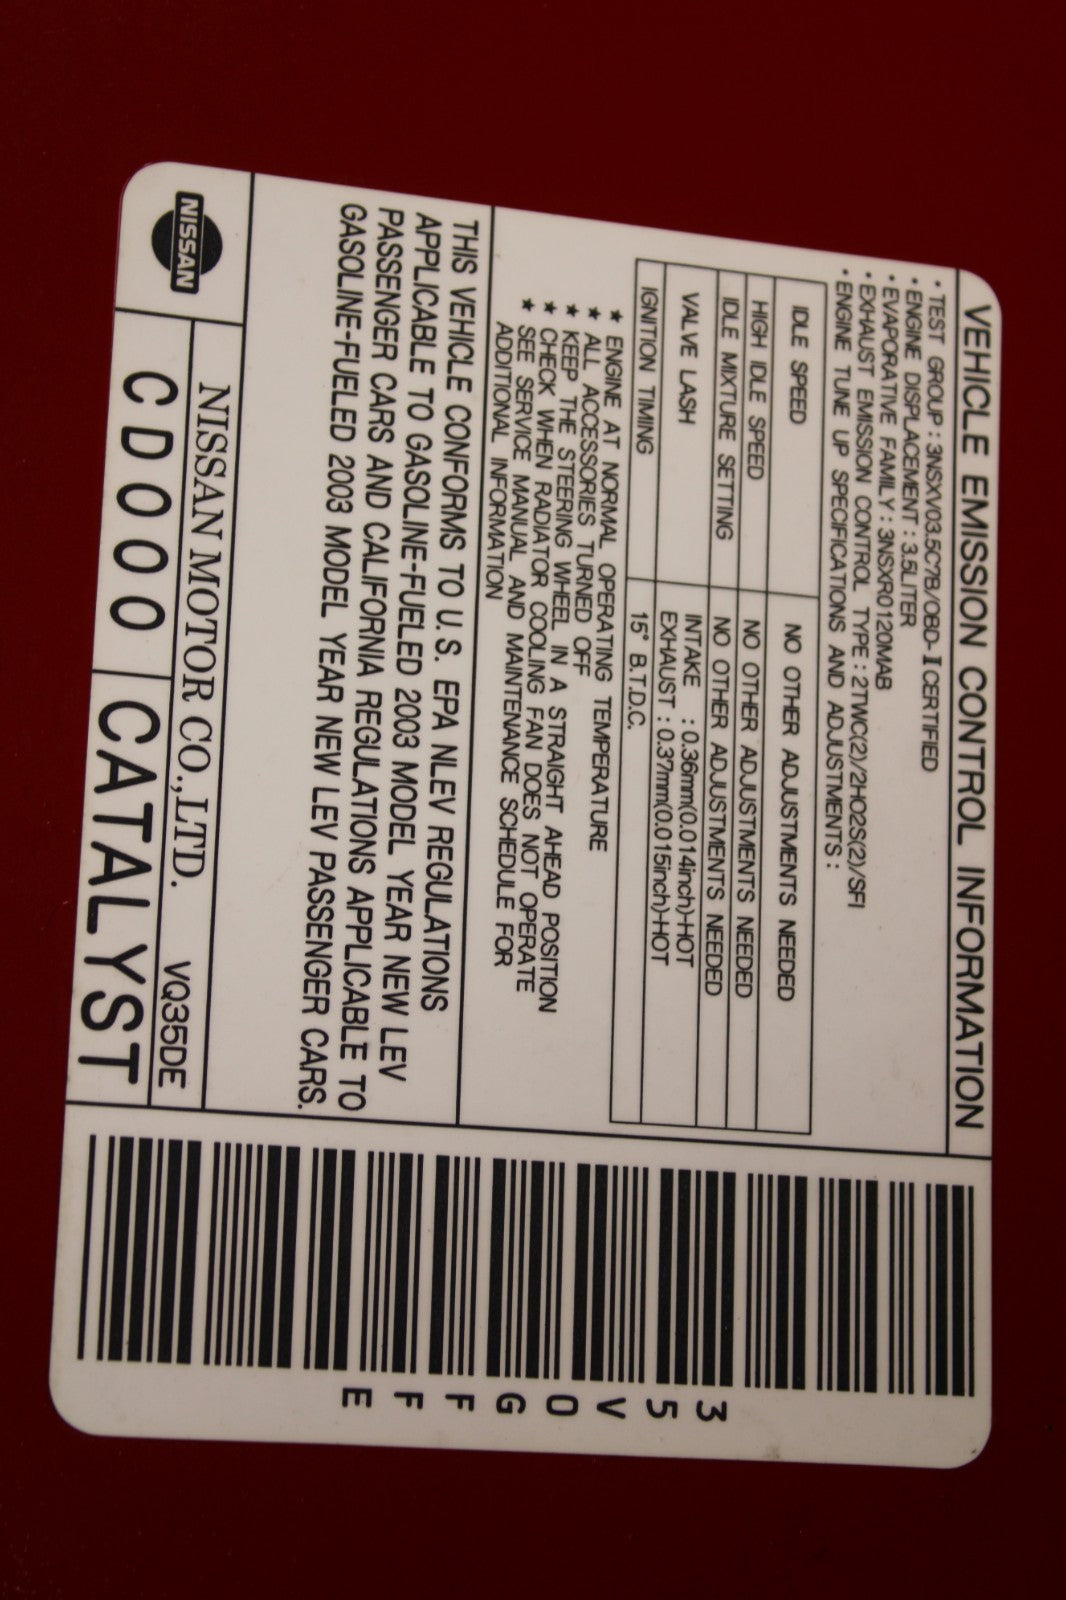 VEHICLE EMISSION CONTROL INFORMATION
· TEST GROUP : 3NSXV03.5C7B/OBD-I CERTIFIED
· ENGINE DISPLACEMENT : 3.5LITER
· EVAPORATIVE FAMILY : 3NSXR0120MAB
· EXHAUST EMISSION CONTROL TYPE : 2TWC(2)/2HO2S(2)/SFI
· ENGINE TUNE UP SPECIFICATIONS AND ADJUSTMENTS :
IDLE SPEED NO OTHER ADJUSTMENTS NEEDED
HIGH IDLE SPEED NO OTHER ADJUSTMENTS NEEDED
IDLE MIXTURE SETTING NO OTHER ADJUSTMENTS NEEDED
VALVE LASH INTAKE : 0.36mm(0.014inch)-HOT
EXHAUST : 0.37mm(0.015inch)-HOT
IGNITION TIMING 15° B.T.D.C.
★ ENGINE AT NORMAL OPERATING TEMPERATURE
★ ALL ACCESSORIES TURNED OFF
★ KEEP THE STEERING WHEEL IN A STRAIGHT AHEAD POSITION
★ CHECK WHEN RADIATOR COOLING FAN DOES NOT OPERATE
★ SEE SERVICE MANUAL AND MAINTENANCE SCHEDULE FOR
ADDITIONAL INFORMATION
THIS VEHICLE CONFORMS TO U.S. EPA NLEV REGULATIONS
APPLICABLE TO GASOLINE-FUELED 2003 MODEL YEAR NEW LEV
PASSENGER CARS AND CALIFORNIA REGULATIONS APPLICABLE TO
GASOLINE-FUELED 2003 MODEL YEAR NEW LEV PASSENGER CARS.
NISSAN
NISSAN MOTOR CO.,LTD. VQ35DE
CD000 CATALYST
35V0GFFE